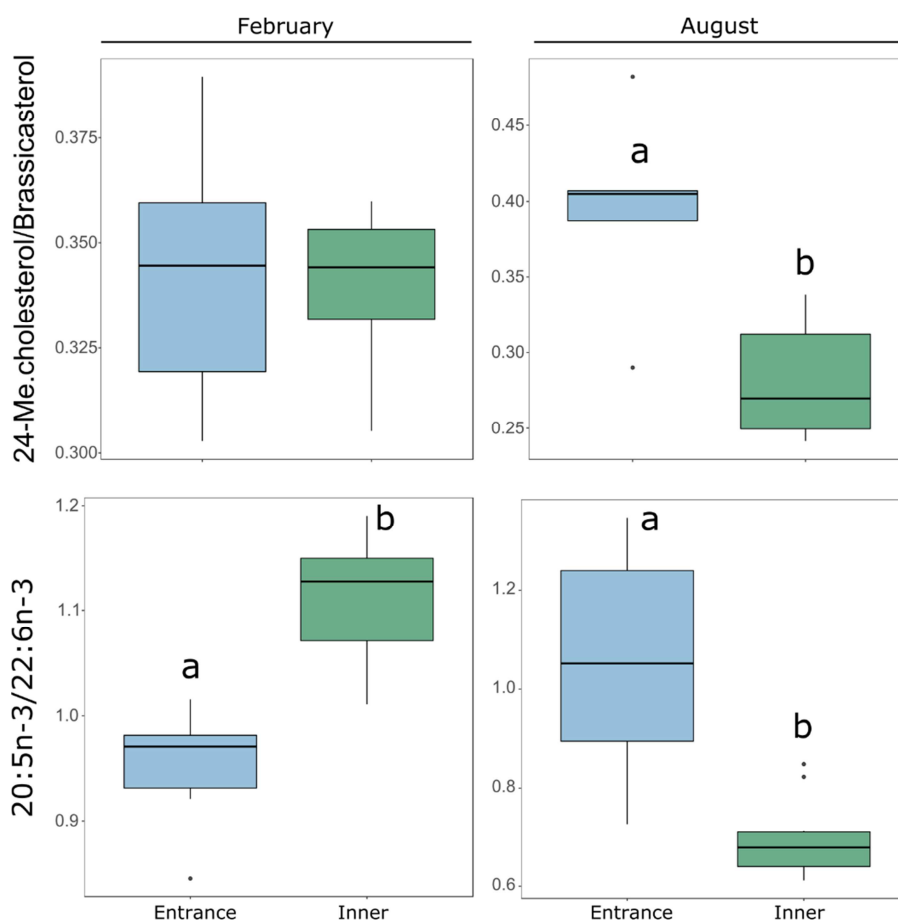 February
August
24-Me.cholesterol/Brassicasterol
0.375
0.350
0.325
0.300
0.45
0.40
0.35
0.30
0.25
a
b
20:5n-3/22:6n-3
1.2
1.1
1.0
0.9
a
b
1.2
1.0
0.8
0.6
a
b
Entrance
Inner
Entrance
Inner